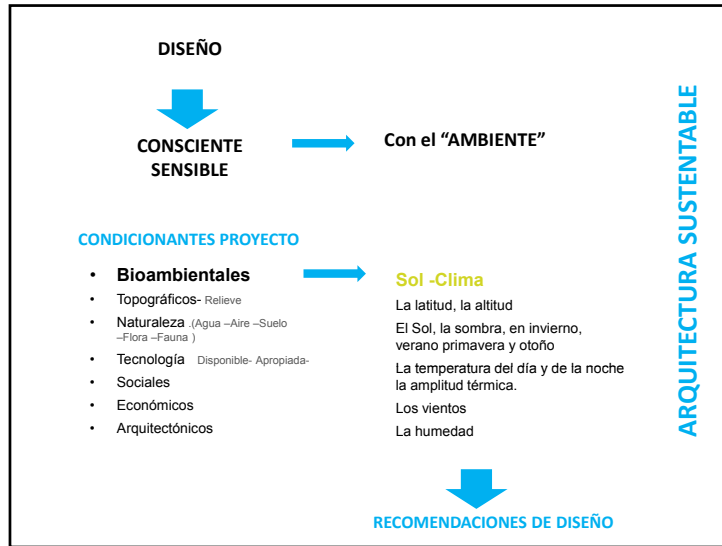 DISEÑO
CONSCIENTE
SENSIBLE
Con el “AMBIENTE”
CONDICIONANTES PROYECTO
• Bioambientales
• Topográficos- Relieve
• Naturaleza .(Agua –Aire –Suelo
–Flora –Fauna )
• Tecnología Disponible- Apropiada-
• Sociales
• Económicos
• Arquitectónicos
Sol -Clima
La latitud, la altitud
El Sol, la sombra, en invierno,
verano primavera y otoño
La temperatura del día y de la noche
la amplitud térmica.
Los vientos
La humedad
RECOMENDACIONES DE DISEÑO
ARQUITECTURA SUSTENTABLE